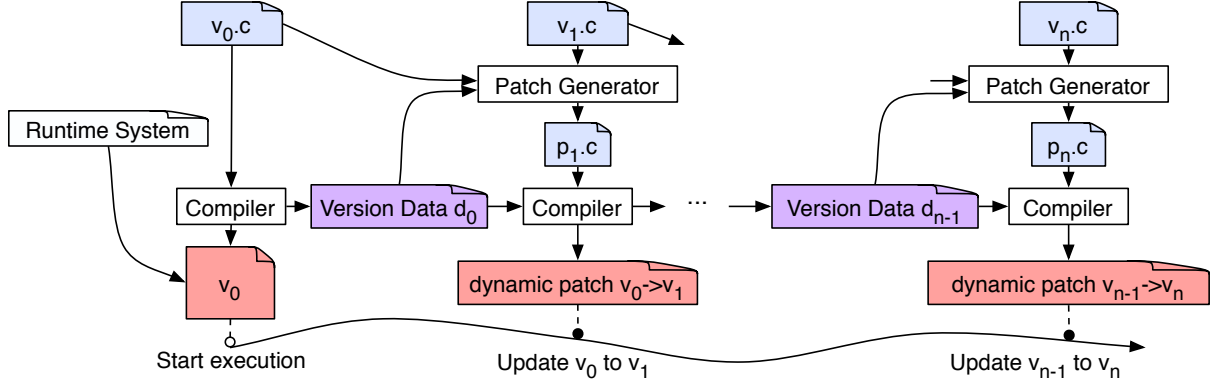 v0.c
v1.c
vn.c
Patch Generator
Patch Generator
Runtime System
p1.c
pn.c
Compiler
Version Data d0
Compiler
...
Version Data dn-1
Compiler
v0
dynamic patch v0->v1
dynamic patch vn-1->vn
Start execution
Update v0 to v1
Update vn-1 to vn